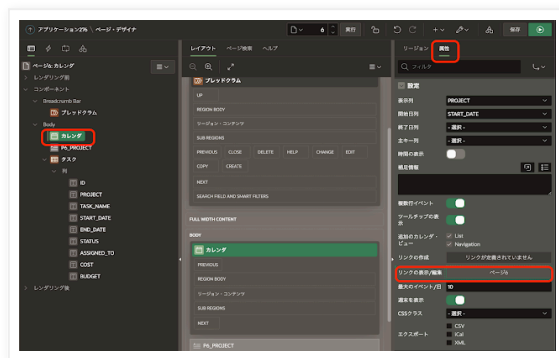 アプリケーション276 \ ページ・デザイナ
6
実行
保存
ページ6: カレンダ
レンダリング前
コンポーネント
Breadcrumb Bar
ブレッドクラム
Body
カレンダ
P6_PROJECT
タスク
列
ID
PROJECT
TASK_NAME
START_DATE
END_DATE
STATUS
ASSIGNED_TO
COST
BUDGET
レンダリング後
レイアウト ページ検索 ヘルプ
ブレッドクラム
UP
REGION BODY
リージョン・コンテンツ
SUB REGIONS
PREVIOUS CLOSE DELETE HELP CHANGE EDIT
COPY CREATE
NEXT
SEARCH FIELD AND SMART FILTERS
FULL WIDTH CONTENT
BODY
カレンダ
PREVIOUS
REGION BODY
リージョン・コンテンツ
SUB REGIONS
NEXT
P6_PROJECT
リージョン 属性
フィルタ
設定
表示列 PROJECT
開始日列 START_DATE
終了日列 - 選択 -
主キー列 - 選択 -
時間の表示
補足情報
複数行イベント
ツールチップの表示
追加のカレンダ・ビュー List
Navigation
リンクの作成 リンクが定義されていません
リンクの表示/編集 ページ6
最大のイベント/日 10
週末を表示
CSSクラス - 選択 -
エクスポート CSV
iCal
XML